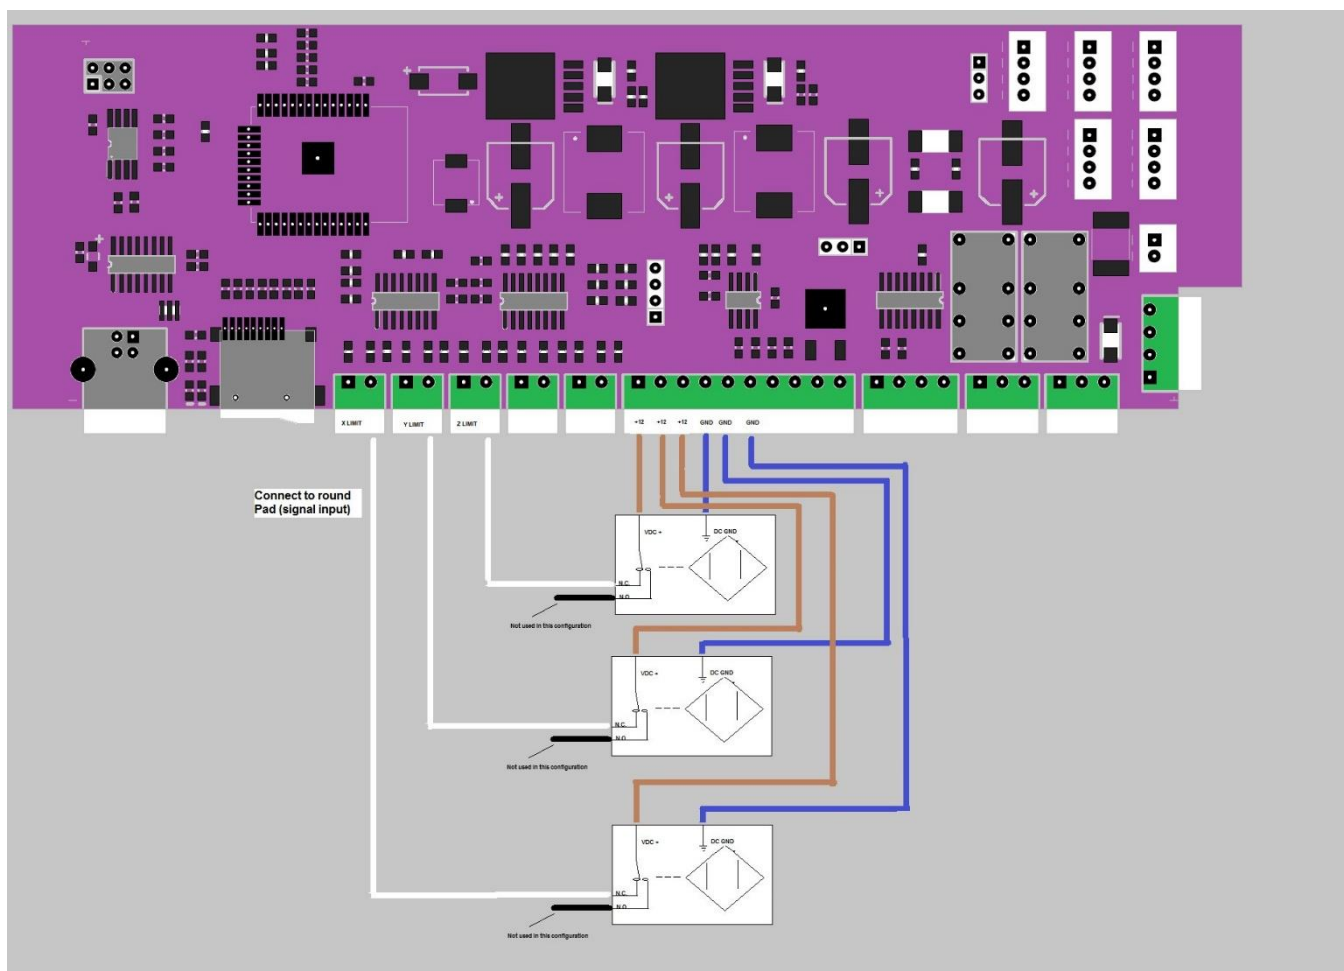 X LIMIT
Y LIMIT
Z LIMIT
+12
+12
+12
GND
GND
GND
Connect to round
Pad (signal input)
VDC +
DC GND
N.C.
N.O.
Not used in this configuration
VDC +
DC GND
N.C.
N.O.
Not used in this configuration
VDC +
DC GND
N.C.
N.O.
Not used in this configuration